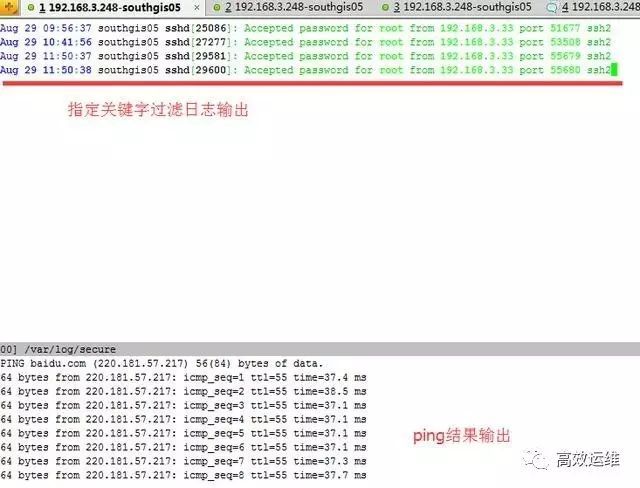 1 192.168.3.248-southgis05 × 2 192.168.3.248-southgis05 3 192.168.3.248-southgis05 4 192.168.3.248
Aug 29 09:56:37 southgis05 sshd[25086]: Accepted password for root from 192.168.3.33 port 51677 ssh2
Aug 29 10:41:56 southgis05 sshd[27277]: Accepted password for root from 192.168.3.33 port 53508 ssh2
Aug 29 11:50:37 southgis05 sshd[29581]: Accepted password for root from 192.168.3.33 port 55679 ssh2
Aug 29 11:50:38 southgis05 sshd[29600]: Accepted password for root from 192.168.3.33 port 55680 ssh2
指定关键字过滤日志输出
00] /var/log/secure
PING baidu.com (220.181.57.217) 56(84) bytes of data.
64 bytes from 220.181.57.217: icmp_seq=1 ttl=55 time=37.4 ms
64 bytes from 220.181.57.217: icmp_seq=2 ttl=55 time=38.5 ms
64 bytes from 220.181.57.217: icmp_seq=3 ttl=55 time=37.1 ms
64 bytes from 220.181.57.217: icmp_seq=4 ttl=55 time=37.1 ms
64 bytes from 220.181.57.217: icmp_seq=5 ttl=55 time=37.1 ms
64 bytes from 220.181.57.217: icmp_seq=6 ttl=55 time=37.1 ms
64 bytes from 220.181.57.217: icmp_seq=7 ttl=55 time=37.3 ms
64 bytes from 220.181.57.217: icmp_seq=8 ttl=55 time=37.7 ms
ping结果输出
高效运维